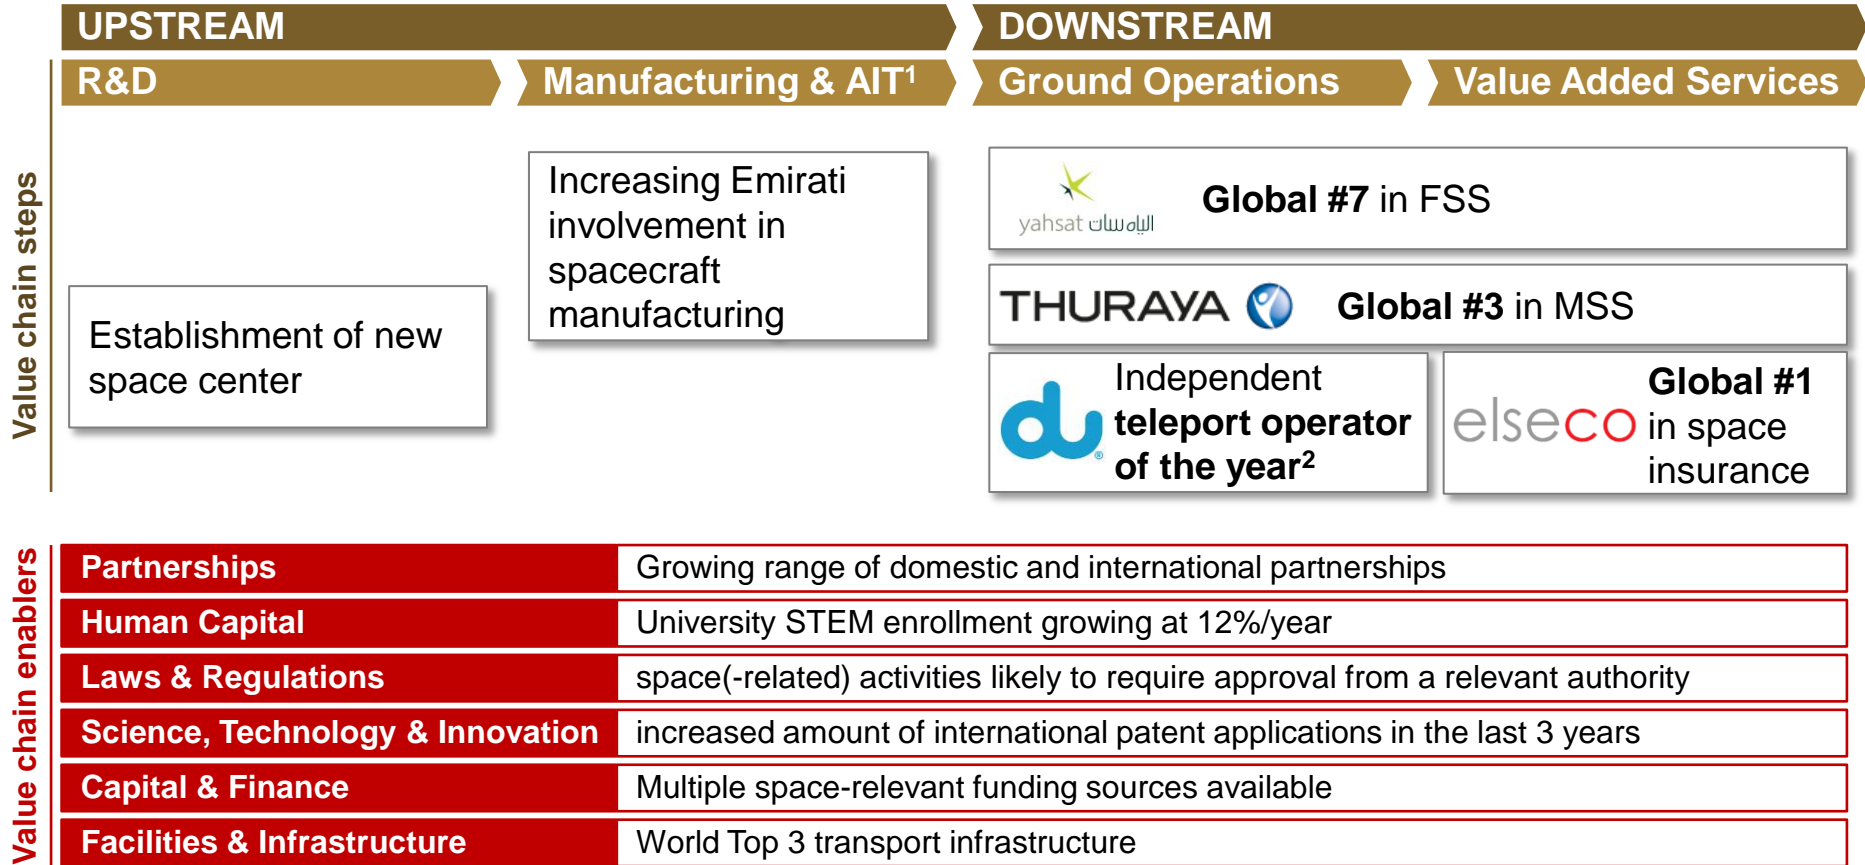 UPSTREAM
DOWNSTREAM
R&D
Manufacturing & AIT1
Ground Operations
Value Added Services
Value chain steps
Establishment of new
space center
Increasing Emirati
involvement in
spacecraft
manufacturing
yahsat الياه سات
Global #7 in FSS
THURAYA
Global #3 in MSS
du
Independent
teleport operator
of the year2
elseco
Global #1
in space
insurance
Value chain enablers
Partnerships
Growing range of domestic and international partnerships
Human Capital
University STEM enrollment growing at 12%/year
Laws & Regulations
space(-related) activities likely to require approval from a relevant authority
Science, Technology & Innovation
increased amount of international patent applications in the last 3 years
Capital & Finance
Multiple space-relevant funding sources available
Facilities & Infrastructure
World Top 3 transport infrastructure